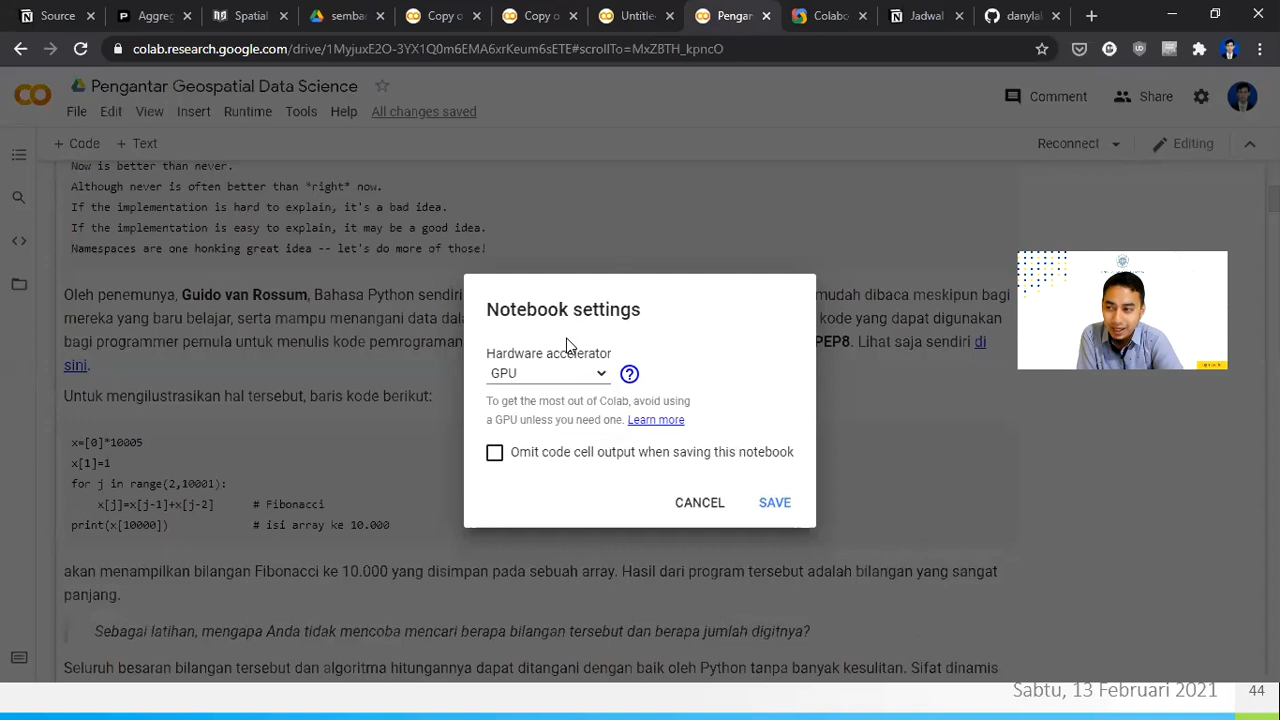 Source
Aggreg
Spatial
semba
Copy o
Copy o
Untitle
Pengar
Colabo
Jadwal
danylal
colab.research.google.com/drive/1MyjuxE2O-3YX1Q0m6EMA6xrKeum6sETE#scrollTo=MxZBTH_kpncO
Pengantar Geospatial Data Science
File Edit View Insert Runtime Tools Help All changes saved
Comment Share
+ Code + Text
Reconnect Editing
Now is better than never.
Although never is often better than *right* now.
If the implementation is hard to explain, it's a bad idea.
If the implementation is easy to explain, it may be a good idea.
Namespaces are one honking great idea -- let's do more of those!
Oleh penemunya, Guido van Rossum, Bahasa Python sendiri mudah dibaca meskipun bagi
mereka yang baru belajar, serta mampu menangani kode yang dapat digunakan
bagi programmer pemula untuk menulis kode pemrograman PEP8. Lihat saja sendiri di
sini.
Untuk mengilustrasikan hal tersebut, baris kode berikut:
x=[0]*10005
x[1]=1
for j in range(2,10001):
x[j]=x[j-1]+x[j-2] # Fibonacci
print(x[10000]) # isi array ke 10.000
akan menampilkan bilangan Fibonacci ke 10.000 yang disimpan pada sebuah array. Hasil dari program tersebut adalah bilangan yang sangat
panjang.
Sebagai latihan, mengapa Anda tidak mencoba mencari berapa bilangan tersebut dan berapa jumlah digitnya?
Seluruh besaran bilangan tersebut dan algoritma hitungannya dapat ditangani dengan baik oleh Python tanpa banyak kesulitan. Sifat dinamis
Notebook settings
Hardware accelerator
GPU
To get the most out of Colab, avoid using
a GPU unless you need one. Learn more
Omit code cell output when saving this notebook
CANCEL SAVE
Sabtu, 13 Februari 2021
44